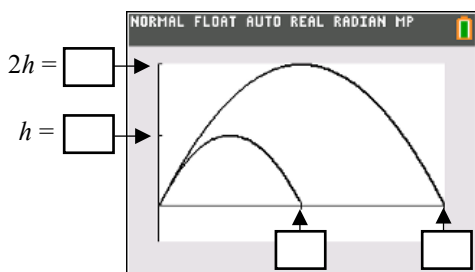 NORMAL FLOAT AUTO REAL RADIAN MP
2h =
h =